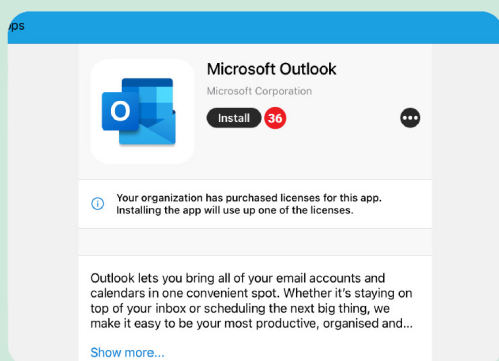 ps
Microsoft Outlook
Microsoft Corporation
Install 36
O
Your organization has purchased licenses for this app.
Installing the app will use up one of the licenses.
Outlook lets you bring all of your email accounts and
calendars in one convenient spot. Whether it's staying on
top of your inbox or scheduling the next big thing, we
make it easy to be your most productive, organised and...
Show more...